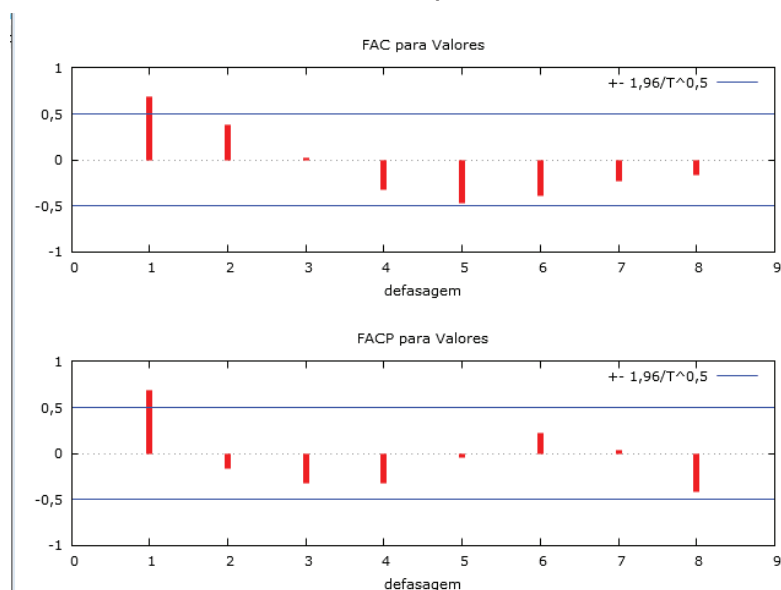 FAC para Valores
+- 1,96/T^0,5
1
0,5
0
-0,5
-1
0 1 2 3 4 5 6 7 8 9
defasagem
FACP para Valores
+- 1,96/T^0,5
1
0,5
0
-0,5
-1
0 1 2 3 4 5 6 7 8 9
defasagem